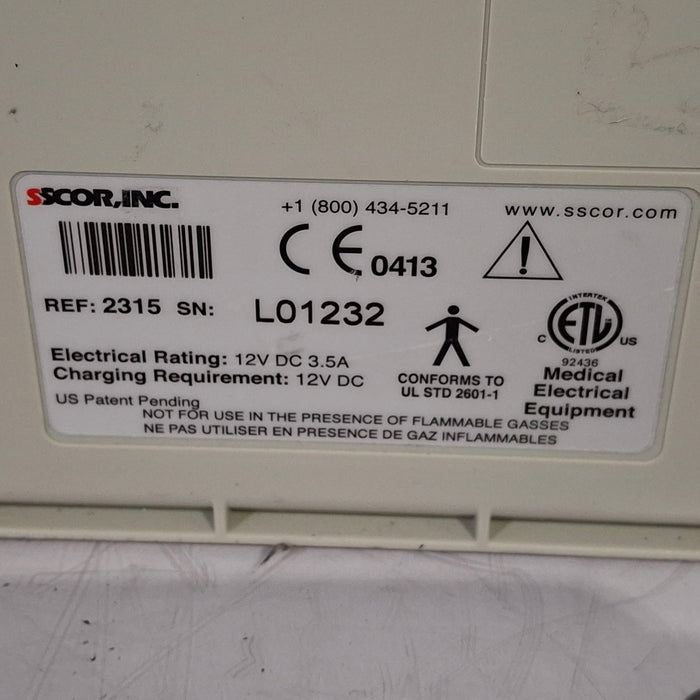 SSCOR, INC.
+1 (800) 434-5211
www.sscor.com
CE 0413
REF: 2315 SN: L01232
INTERTEK
C ETL US
LISTED
92436
Electrical Rating: 12V DC 3.5A
Charging Requirement: 12V DC
CONFORMS TO
UL STD 2601-1
Medical
Electrical
Equipment
US Patent Pending
NOT FOR USE IN THE PRESENCE OF FLAMMABLE GASSES
NE PAS UTILISER EN PRESENCE DE GAZ INFLAMMABLES